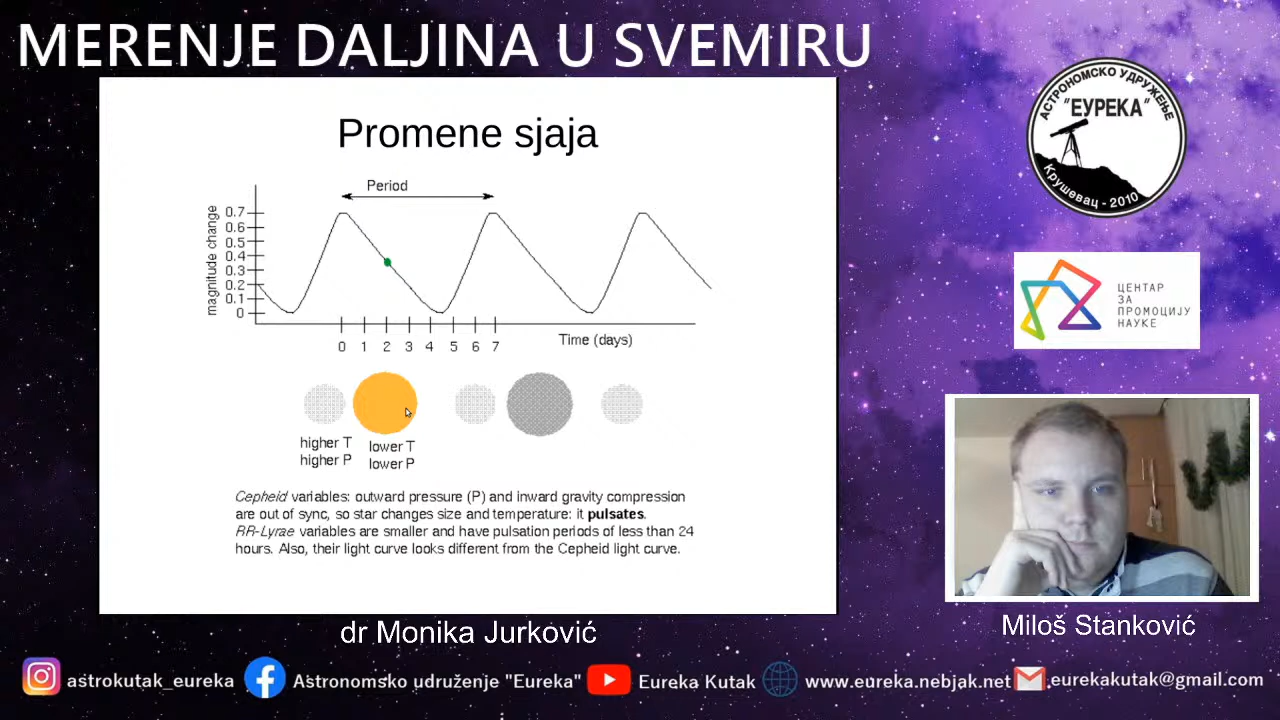 MERENJE DALJINA U SVEMIRU
Promene sjaja
Period
magnitude change
0.7
0.6
0.5
0.4
0.3
0.2
0.1
0
0 1 2 3 4 5 6 7
Time (days)
higher T
higher P
lower T
lower P
Cepheid variables: outward pressure (P) and inward gravity compression
are out of sync, so star changes size and temperature: it pulsates.
RR-Lyrae variables are smaller and have pulsation periods of less than 24
hours. Also, their light curve looks different from the Cepheid light curve.
АСТРОНОМСКО УДРУЖЕЊЕ
"ЕУРЕКА"
Крушевац - 2010
ЦЕНТАР
ЗА
ПРОМОЦИЈУ
НАУКЕ
dr Monika Jurković
Miloš Stanković
astrokutak_eureka
Astronomsko udruženje "Eureka"
Eureka Kutak
www.eureka.nebjak.net
eurekakutak@gmail.com